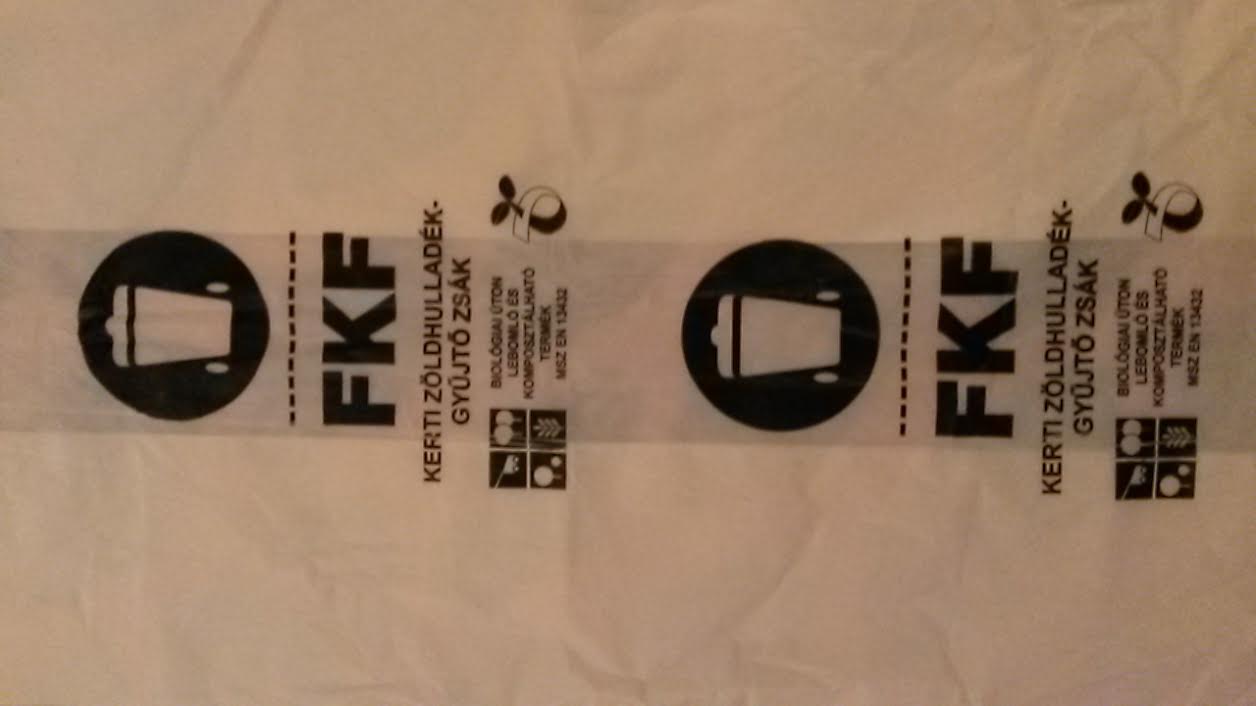 FKF
KERTI ZÖLDHULLADÉK-
GYŰJTŐ ZSÁK
BIOLÓGIAI ÚTON
LEBOMLÓ ÉS
KOMPOSZTÁLHATÓ
TERMÉK
MSZ EN 13432
FKF
KERTI ZÖLDHULLADÉK-
GYŰJTŐ ZSÁK
BIOLÓGIAI ÚTON
LEBOMLÓ ÉS
KOMPOSZTÁLHATÓ
TERMÉK
MSZ EN 13432